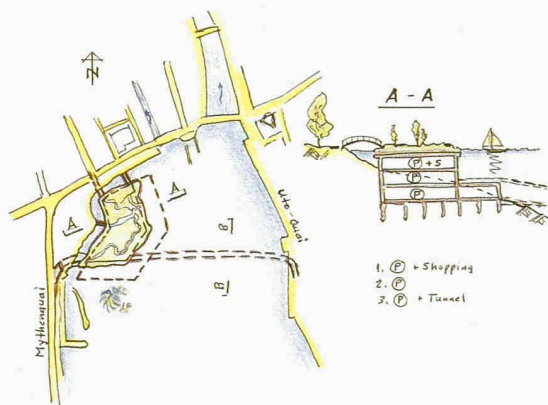 N
A - A
A
A
B
B
Uto-Quai
Mythenquai
P + S
P
P
1. P + Shopping
2. P
3. P + Tunnel